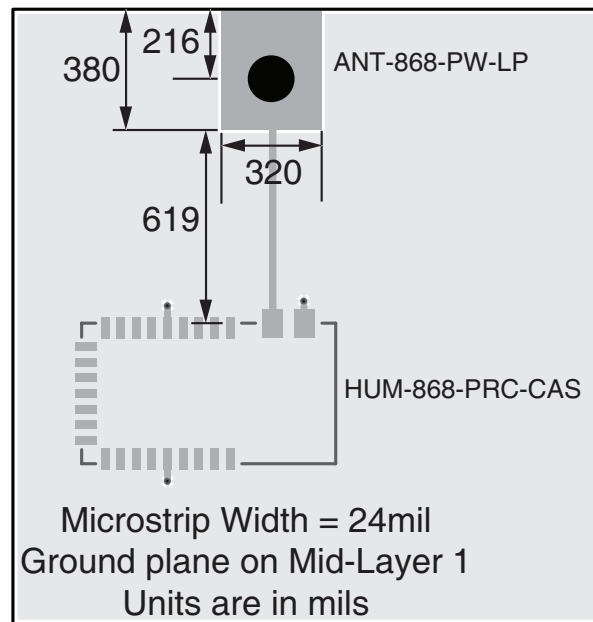 216
380
ANT-868-PW-LP
320
619
HUM-868-PRC-CAS
Microstrip Width = 24mil
Ground plane on Mid-Layer 1
Units are in mils